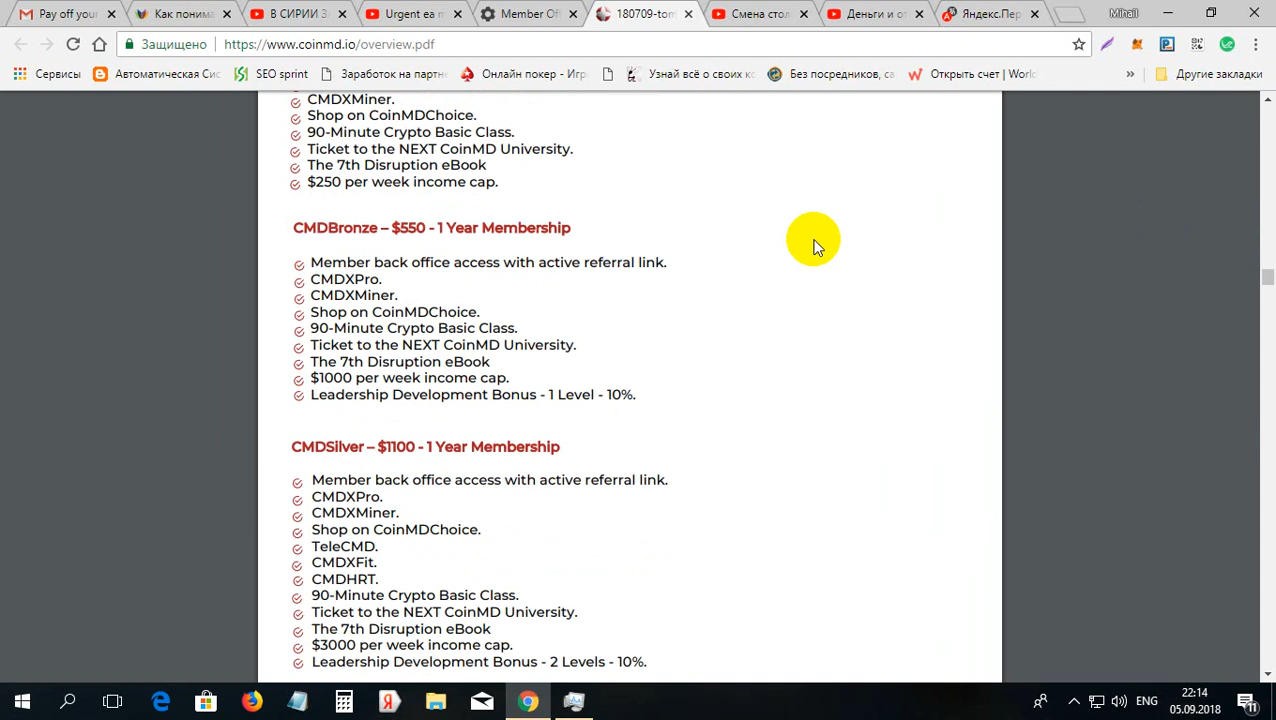 Pay off your
Как понима
В СИРИИ З
Urgent ea m
Member Of
180709-tom
Смена стол
Деньги и от
Яндекс.Пер
Mihail
Защищено
https://www.coinmd.io/overview.pdf
Сервисы
Автоматическая Сис
SEO sprint
Заработок на партн
Онлайн покер - Игр
Узнай всё о своих ко
Без посредников, са
Открыть счет | World
»
Другие закладки
CMDXMiner.
Shop on CoinMDChoice.
90-Minute Crypto Basic Class.
Ticket to the NEXT CoinMD University.
The 7th Disruption eBook
$250 per week income cap.
CMDBronze – $550 - 1 Year Membership
Member back office access with active referral link.
CMDXPro.
CMDXMiner.
Shop on CoinMDChoice.
90-Minute Crypto Basic Class.
Ticket to the NEXT CoinMD University.
The 7th Disruption eBook
$1000 per week income cap.
Leadership Development Bonus - 1 Level - 10%.
CMDSilver – $1100 - 1 Year Membership
Member back office access with active referral link.
CMDXPro.
CMDXMiner.
Shop on CoinMDChoice.
TeleCMD.
CMDXFit.
CMDHRT.
90-Minute Crypto Basic Class.
Ticket to the NEXT CoinMD University.
The 7th Disruption eBook
$3000 per week income cap.
Leadership Development Bonus - 2 Levels - 10%.
ENG
22:14
05.09.2018
11